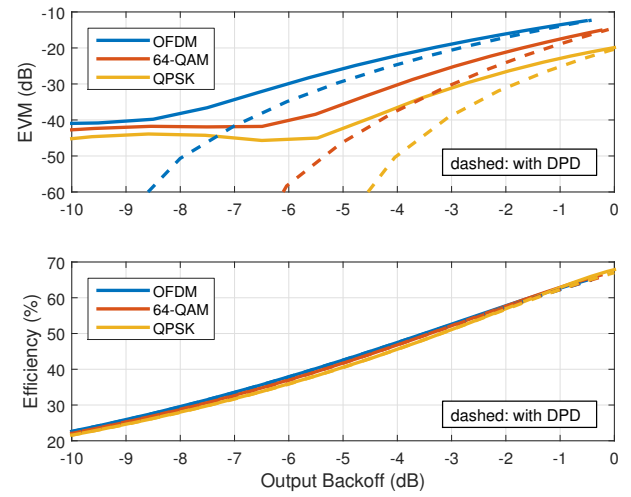 -10
-20
-30
-40
-50
-60
EVM (dB)
OFDM
64-QAM
QPSK
dashed: with DPD
-10 -9 -8 -7 -6 -5 -4 -3 -2 -1 0
70
60
50
40
30
20
Efficiency (%)
OFDM
64-QAM
QPSK
dashed: with DPD
-10 -9 -8 -7 -6 -5 -4 -3 -2 -1 0
Output Backoff (dB)